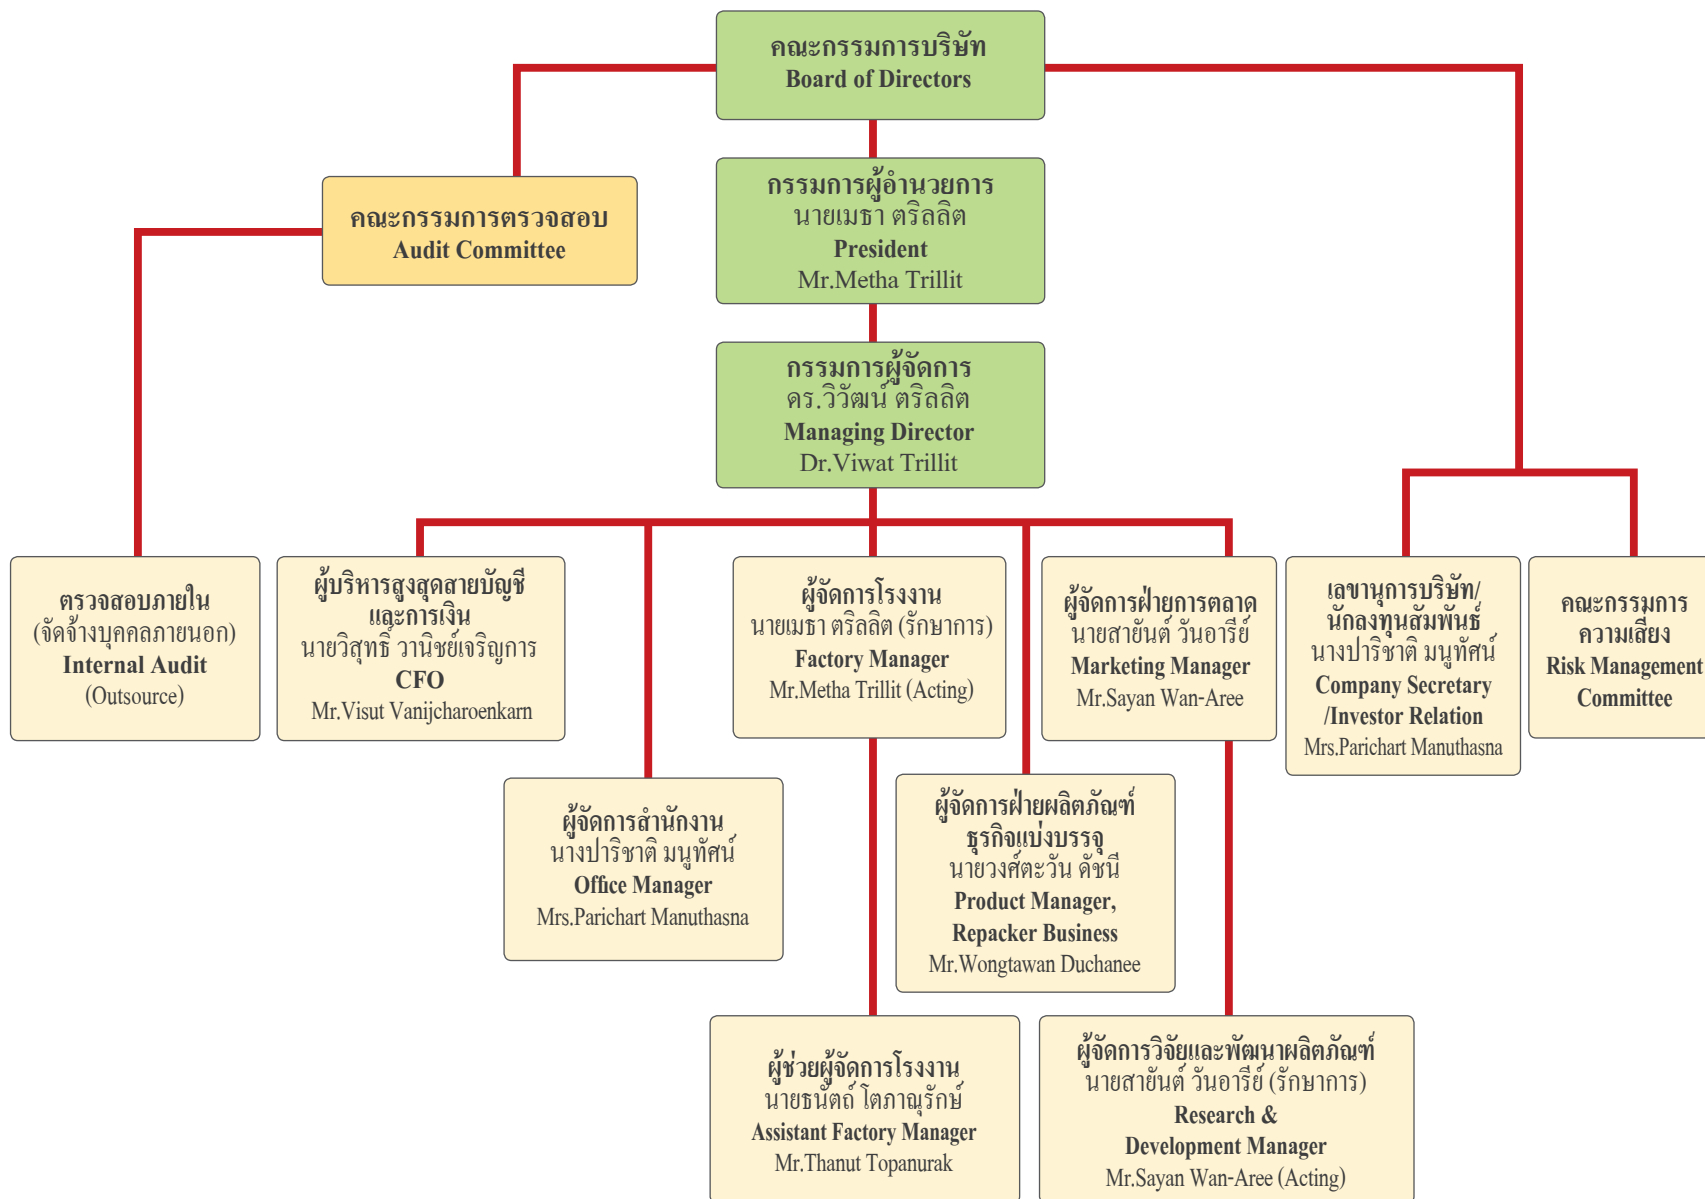 คณะกรรมการบริษัท
Board of Directors
คณะกรรมการตรวจสอบ
Audit Committee
กรรมการผู้อำนวยการ
นายเมธา ตริลลิต
President
Mr.Metha Trillit
กรรมการผู้จัดการ
ดร.วิวัฒน์ ตริลลิต
Managing Director
Dr.Viwat Trillit
ตรวจสอบภายใน
(จัดจ้างบุคคลภายนอก)
Internal Audit
(Outsource)
ผู้บริหารสูงสุดสายบัญชี
และการเงิน
นายวิสุทธิ์ วานิชย์เจริญการ
CFO
Mr.Visut Vanijcharoenkarn
ผู้จัดการโรงงาน
นายเมธา ตริลลิต (รักษาการ)
Factory Manager
Mr.Metha Trillit (Acting)
ผู้จัดการฝ่ายการตลาด
นายสายันต์ วันอารีย์
Marketing Manager
Mr.Sayan Wan-Aree
เลขานุการบริษัท/
นักลงทุนสัมพันธ์
นางปาริชาติ มนูทัศน์
Company Secretary
/Investor Relation
Mrs.Parichart Manuthasna
คณะกรรมการ
ความเสี่ยง
Risk Management
Committee
ผู้จัดการสำนักงาน
นางปาริชาติ มนูทัศน์
Office Manager
Mrs.Parichart Manuthasna
ผู้จัดการฝ่ายผลิตภัณฑ์
ธุรกิจแบ่งบรรจุ
นายวงศ์ตะวัน ดัชนี
Product Manager,
Repacker Business
Mr.Wongtawan Duchanee
ผู้ช่วยผู้จัดการโรงงาน
นายธนัตถ์ โตภาณุรักษ์
Assistant Factory Manager
Mr.Thanut Topanurak
ผู้จัดการวิจัยและพัฒนาผลิตภัณฑ์
นายสายันต์ วันอารีย์ (รักษาการ)
Research &
Development Manager
Mr.Sayan Wan-Aree (Acting)